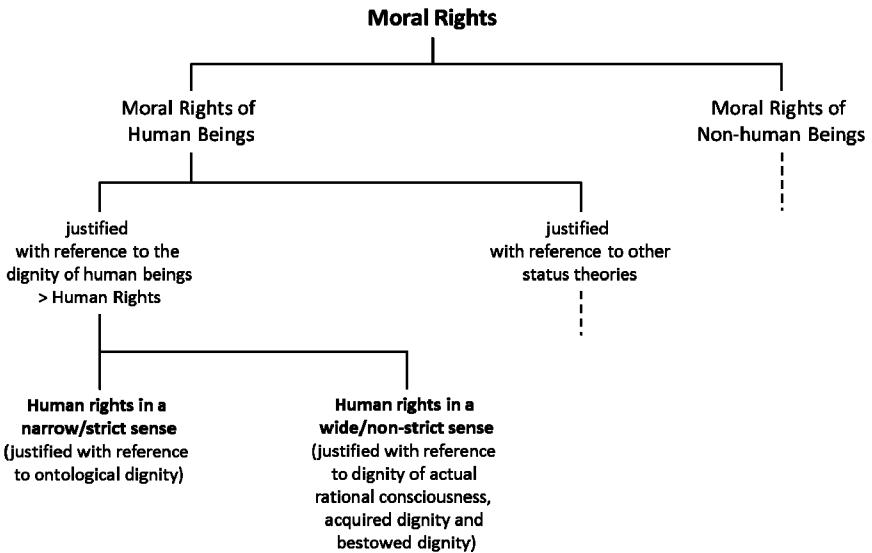 Moral Rights
Moral Rights of
Human Beings
Moral Rights of
Non-human Beings
justified
with reference to the
dignity of human beings
> Human Rights
justified
with reference to other
status theories
Human rights in a
narrow/strict sense
(justified with reference
to ontological dignity)
Human rights in a
wide/non-strict sense
(justified with reference
to dignity of actual
rational consciousness,
acquired dignity and
bestowed dignity)